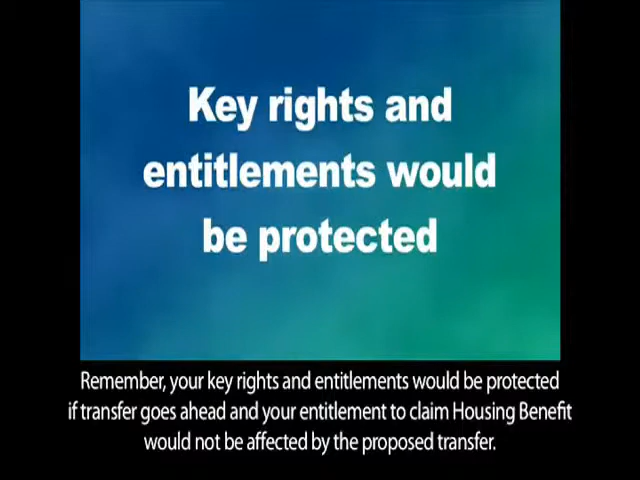 Key rights and
entitlements would
be protected
Remember, your key rights and entitlements would be protected
if transfer goes ahead and your entitlement to claim Housing Benefit
would not be affected by the proposed transfer.